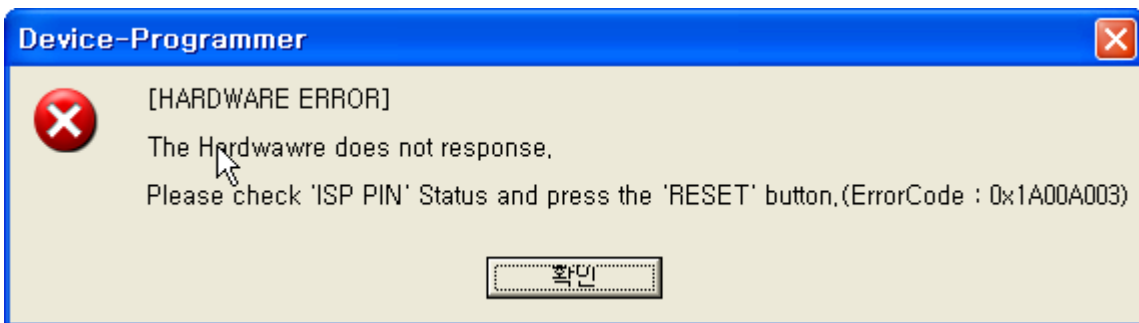 Device-Programmer
[HARDWARE ERROR]
The Hardwawre does not response,
Please check 'ISP PIN' Status and press the 'RESET' button,(ErrorCode : 0x1A00A003)
확인